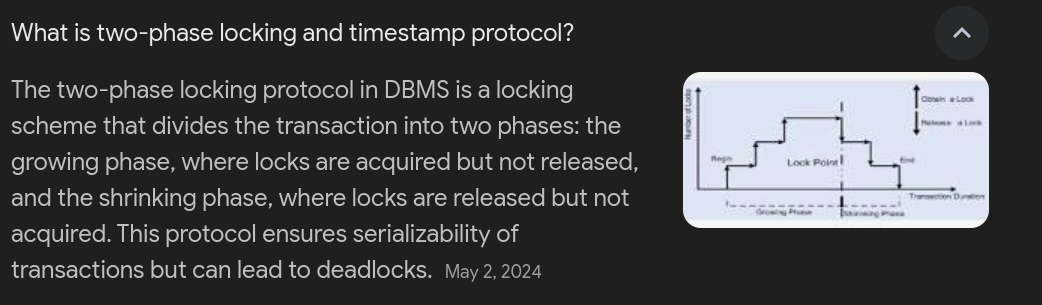 What is two-phase locking and timestamp protocol?
The two-phase locking protocol in DBMS is a locking
scheme that divides the transaction into two phases: the
growing phase, where locks are acquired but not released,
and the shrinking phase, where locks are released but not
acquired. This protocol ensures serializability of
transactions but can lead to deadlocks. May 2, 2024
Number of Locks
Obtain a Lock
Release a Lock
Begin
Lock Point
End
Transaction Duration
Growing Phase
Shrinking Phase